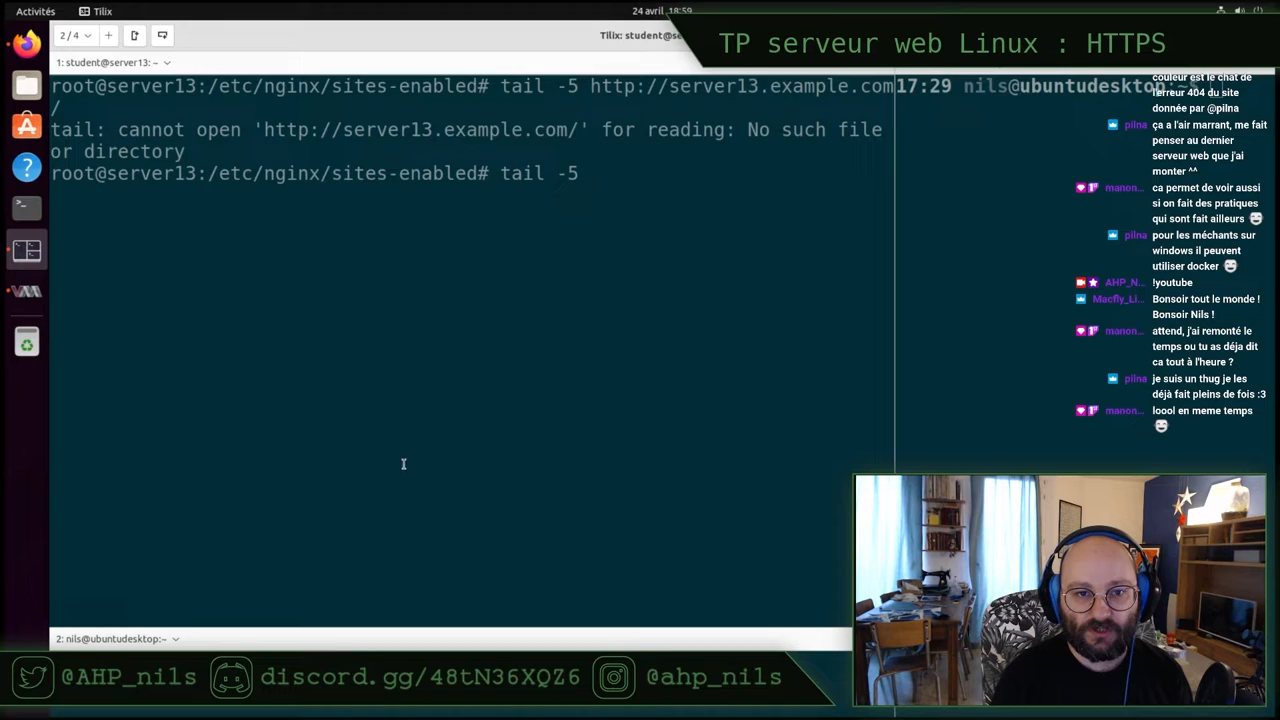 Activités
Tilix
24 avril 18:59
TP serveur web Linux : HTTPS
2 / 4
Tilix: student@se
1: student@server13: ~
root@server13:/etc/nginx/sites-enabled# tail -5 http://server13.example.com
/
tail: cannot open 'http://server13.example.com/' for reading: No such file
or directory
root@server13:/etc/nginx/sites-enabled# tail -5
17:29 nils@ubuntudesktop:~$
couleur est le chat de
l'erreur 404 du site
donnée par @pilna
pilna ça a l'air marrant, me fait
penser au dernier
serveur web que j'ai
monter ^^
manon... ca permet de voir aussi
si on fait des pratiques
qui sont fait ailleurs
pilna pour les méchants sur
windows il peuvent
utiliser docker
AHP_N... !youtube
Macfly_Li... Bonsoir tout le monde !
Bonsoir Nils !
manon... attend, j'ai remonté le
temps ou tu as déja dit
ca tout à l'heure ?
pilna je suis un thug je les
déjà fait pleins de fois :3
manon... loool en meme temps
2: nils@ubuntudesktop:~
@AHP_nils
discord.gg/48tN36XQZ6
@ahp_nils